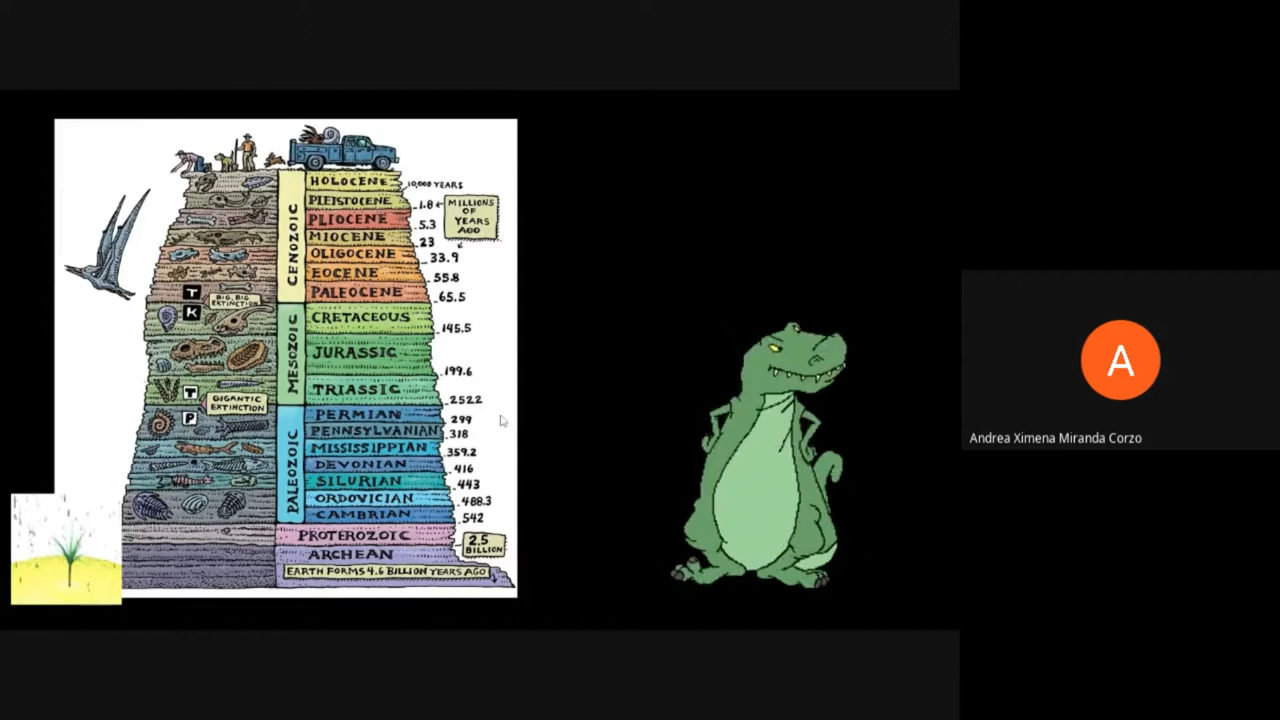 HOLOCENE
10,000 YEARS
PLEISTOCENE
1.8
MILLIONS
OF
YEARS
AGO
PLIOCENE
5.3
MIOCENE
23
OLIGOCENE
33.9
EOCENE
55.8
PALEOCENE
65.5
CENOZOIC
T
BIG, BIG
EXTINCTION
K
CRETACEOUS
145.5
JURASSIC
199.6
TRIASSIC
252.2
MESOZOIC
T
GIGANTIC
EXTINCTION
P
PERMIAN
299
PENNSYLVANIAN
318
MISSISSIPPIAN
359.2
DEVONIAN
416
SILURIAN
443
ORDOVICIAN
488.3
CAMBRIAN
542
PALEOZOIC
PROTEROZOIC
2.5
BILLION
ARCHEAN
EARTH FORMS 4.6 BILLION YEARS AGO
A
Andrea Ximena Miranda Corzo